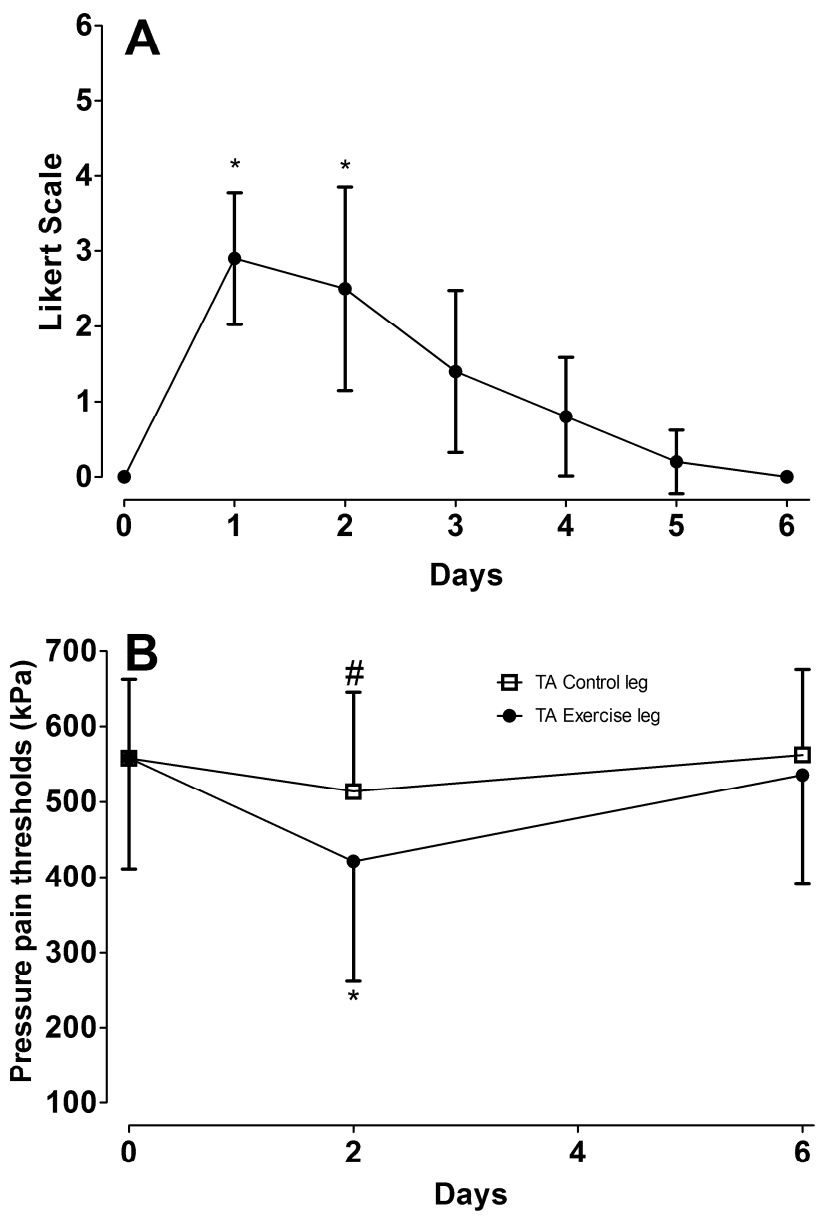 A
6
5
4
3
2
1
0
Likert Scale
*
*
0 1 2 3 4 5 6
Days
B
700
600
500
400
300
200
100
Pressure pain thresholds (kPa)
#
TA Control leg
TA Exercise leg
*
0 2 4 6
Days